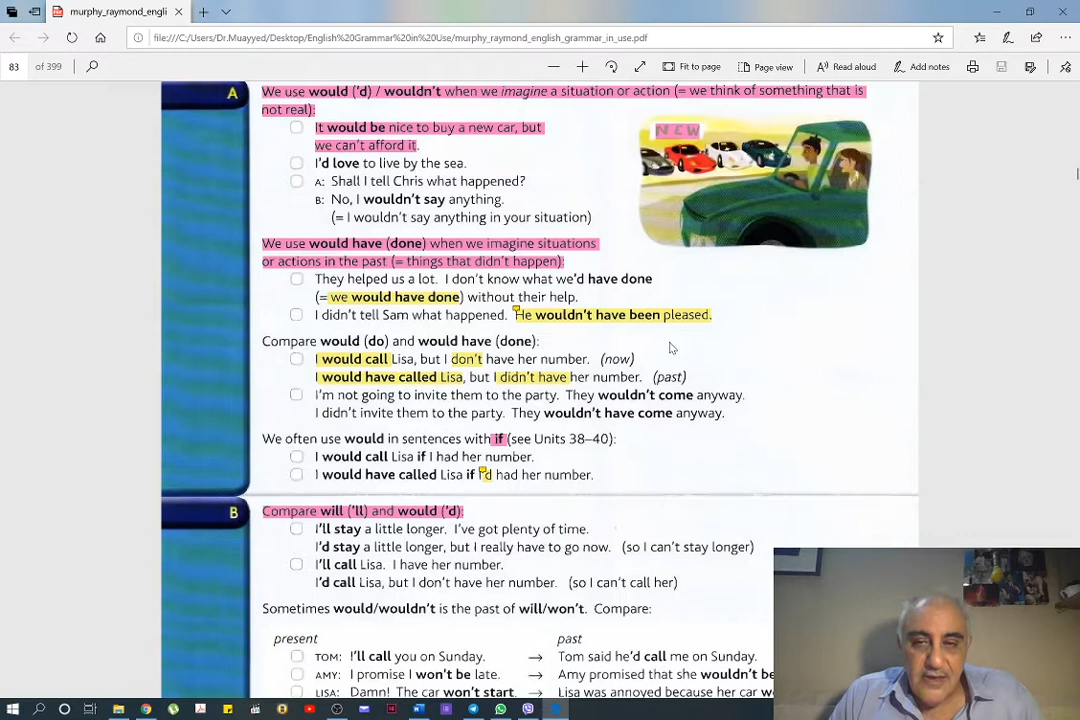 murphy_raymond_engli
file:///C:/Users/Dr.Muayyed/Desktop/English%20Grammar%20in%20Use/murphy_raymond_english_grammar_in_use.pdf
83 of 399
Fit to page
Page view
Read aloud
Add notes
A
We use would ('d) / wouldn't when we imagine a situation or action (= we think of something that is
not real):
It would be nice to buy a new car, but
we can't afford it.
I'd love to live by the sea.
A: Shall I tell Chris what happened?
B: No, I wouldn't say anything.
(= I wouldn't say anything in your situation)
NEW
We use would have (done) when we imagine situations
or actions in the past (= things that didn't happen):
They helped us a lot. I don't know what we'd have done
(= we would have done) without their help.
I didn't tell Sam what happened. He wouldn't have been pleased.
Compare would (do) and would have (done):
I would call Lisa, but I don't have her number. (now)
I would have called Lisa, but I didn't have her number. (past)
I'm not going to invite them to the party. They wouldn't come anyway.
I didn't invite them to the party. They wouldn't have come anyway.
We often use would in sentences with if (see Units 38–40):
I would call Lisa if I had her number.
I would have called Lisa if I'd had her number.
B
Compare will ('ll) and would ('d):
I'll stay a little longer. I've got plenty of time.
I'd stay a little longer, but I really have to go now. (so I can't stay longer)
I'll call Lisa. I have her number.
I'd call Lisa, but I don't have her number. (so I can't call her)
Sometimes would/wouldn't is the past of will/won't. Compare:
present past
TOM: I'll call you on Sunday. → Tom said he'd call me on Sunday.
AMY: I promise I won't be late. → Amy promised that she wouldn't be
LISA: Damn! The car won't start. → Lisa was annoyed because her car w